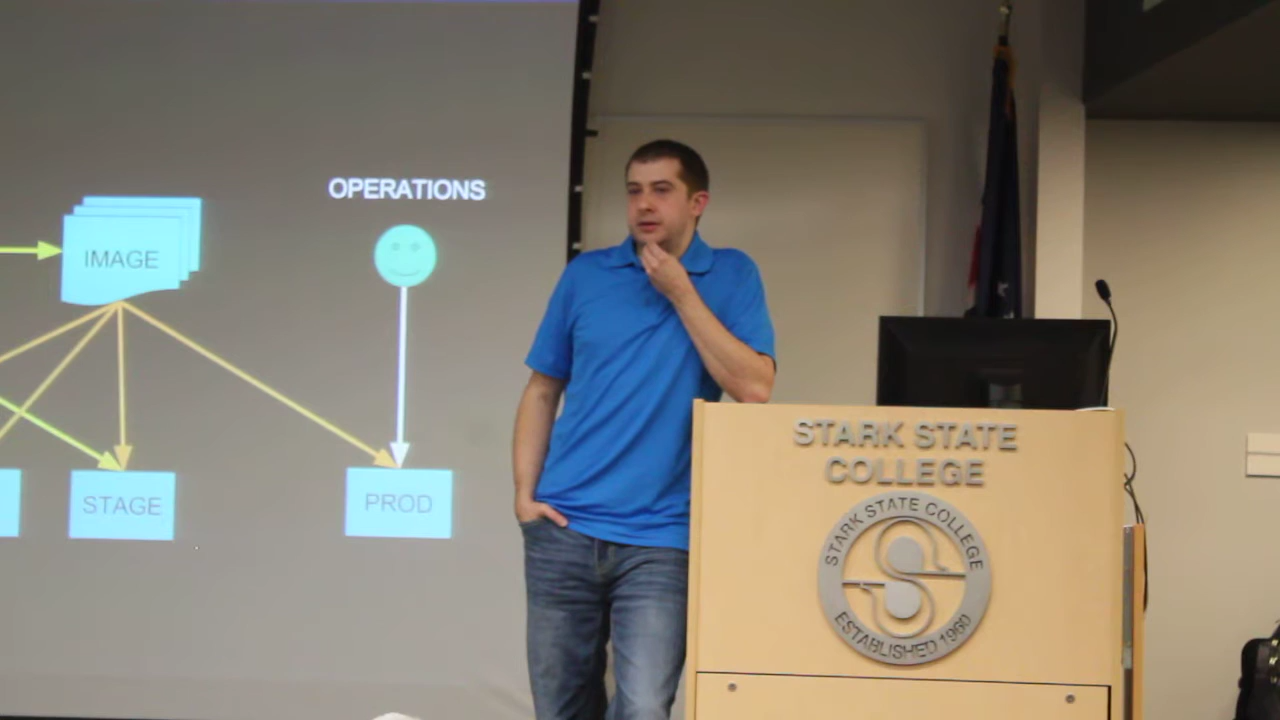 OPERATIONS
IMAGE
STAGE
PROD
STARK STATE
COLLEGE
STARK STATE COLLEGE
ESTABLISHED 1960